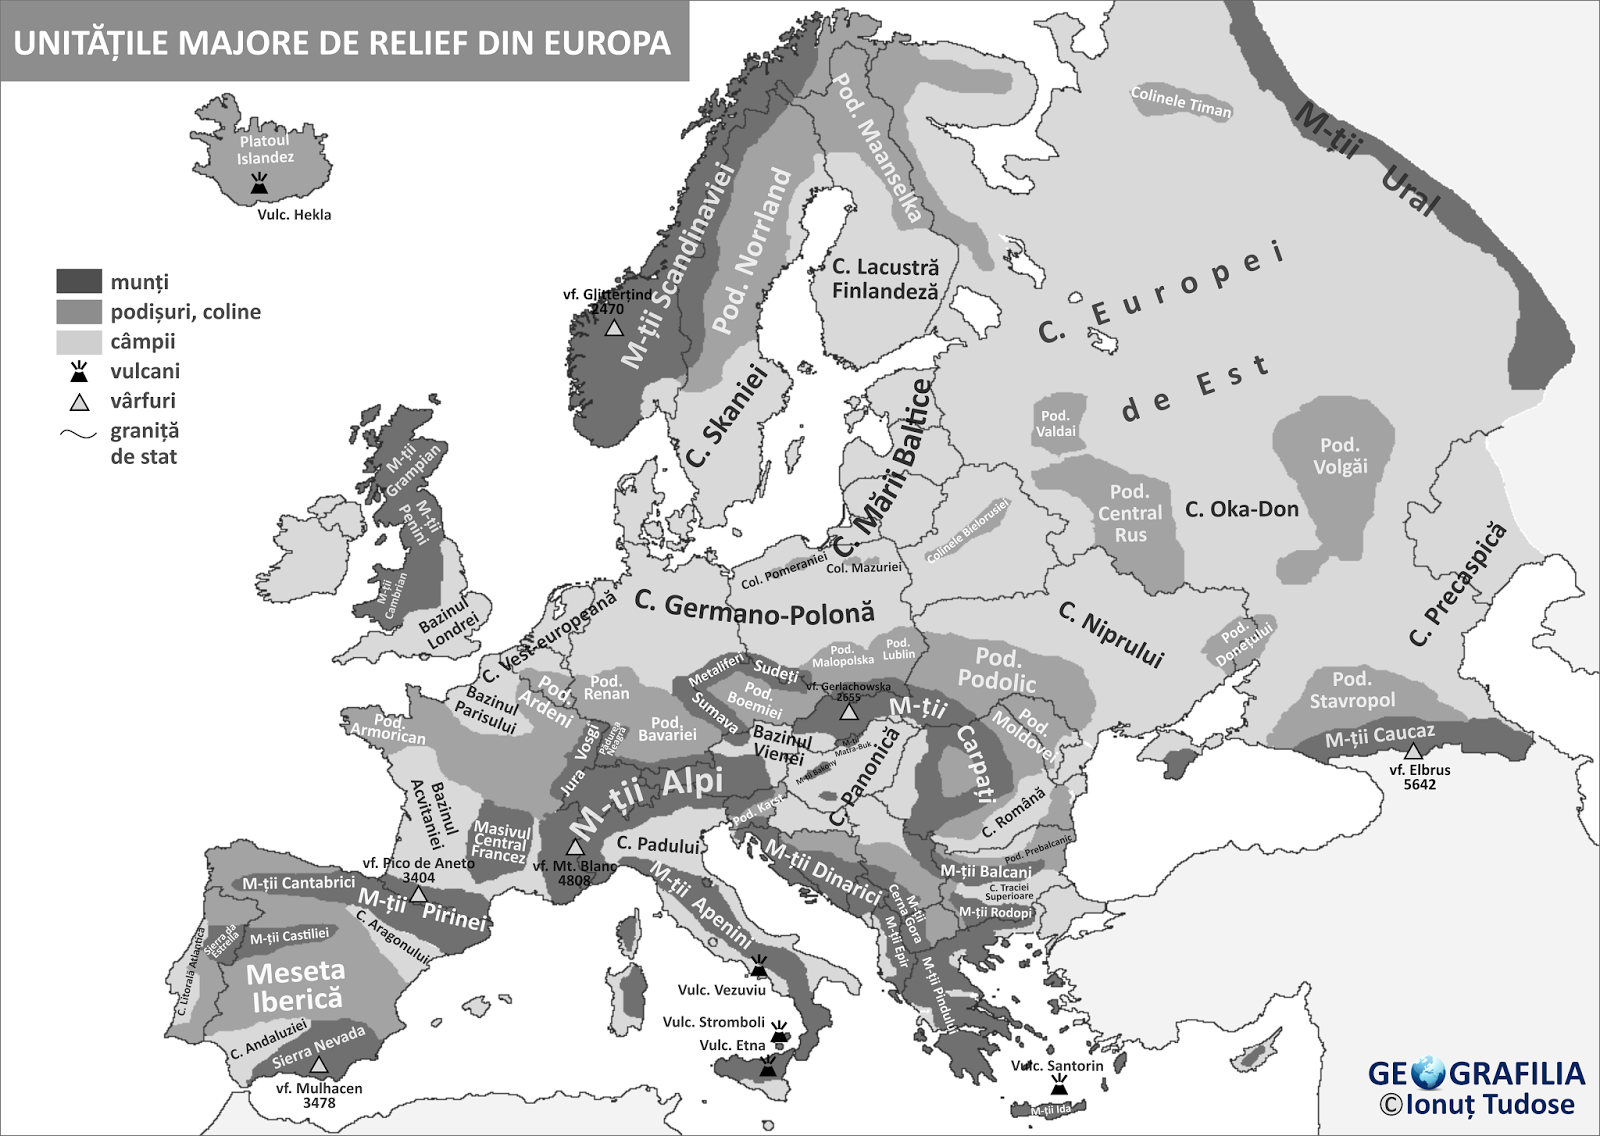 UNITĂȚILE MAJORE DE RELIEF DIN EUROPA
Platoul
Islandez
Vulc. Hekla
munți
podișuri, coline
câmpii
vulcani
vârfuri
graniță
de stat
Colinele Timan
M-ții Ural
Pod. Maanselka
M-ții Scandinaviei
Pod. Norrland
vf. Glittertind
2470
C. Lacustră
Finlandeză
C. Europei
de Est
C. Skaniei
C. Mării Baltice
Pod.
Valdai
Pod.
Volgăi
Pod.
Central
Rus
C. Oka-Don
C. Precaspică
Colinele Bielorusiei
M-ții
Grampian
M-ții
Penini
M-ții
Cambrian
Bazinul
Londrei
Col. Pomeraniei
Col. Mazuriei
C. Germano-Polonă
C. Vest-europeană
C. Niprului
Pod.
Donețului
Pod.
Malopolska
Pod.
Lublin
Pod.
Podolic
Pod.
Stavropol
M-ții Caucaz
vf. Elbrus
5642
Metaliferi
Sudeți
Sumava
Pod.
Boemiei
vf. Gerlachowska
2655
M-ții
Carpați
Pod.
Moldovei
Pod.
Renan
Pod.
Ardeni
Bazinul
Parisului
Pod.
Armorican
Pod.
Bavariei
Vosgi
Pădurea
Neagră
Jura
Bazinul
Vienei
M-ții
Matra-Buk
M-ții Bakony
C. Panonică
M-ții Alpi
Pod. Karst
C. Română
Pod. Prebalcanic
Bazinul
Acvitaniei
Masivul
Central
Francez
vf. Mt. Blanc
4808
C. Padului
M-ții Dinarici
M-ții Balcani
C. Traciei
Superioare
M-ții Rodopi
vf. Pico de Aneto
3404
M-ții Cantabrici
M-ții Pirinei
C. Aragonului
M-ții Apenini
M-ții
Cerna Gora
M-ții Epir
M-ții Pindului
Sierra da
Estrella
M-ții Castiliei
C. Litorală Atlantică
Meseta
Iberică
C. Andaluziei
Sierra Nevada
vf. Mulhacen
3478
Vulc. Vezuviu
Vulc. Stromboli
Vulc. Etna
Vulc. Santorin
M-ții Ida
GEOGRAFILIA
©Ionuț Tudose